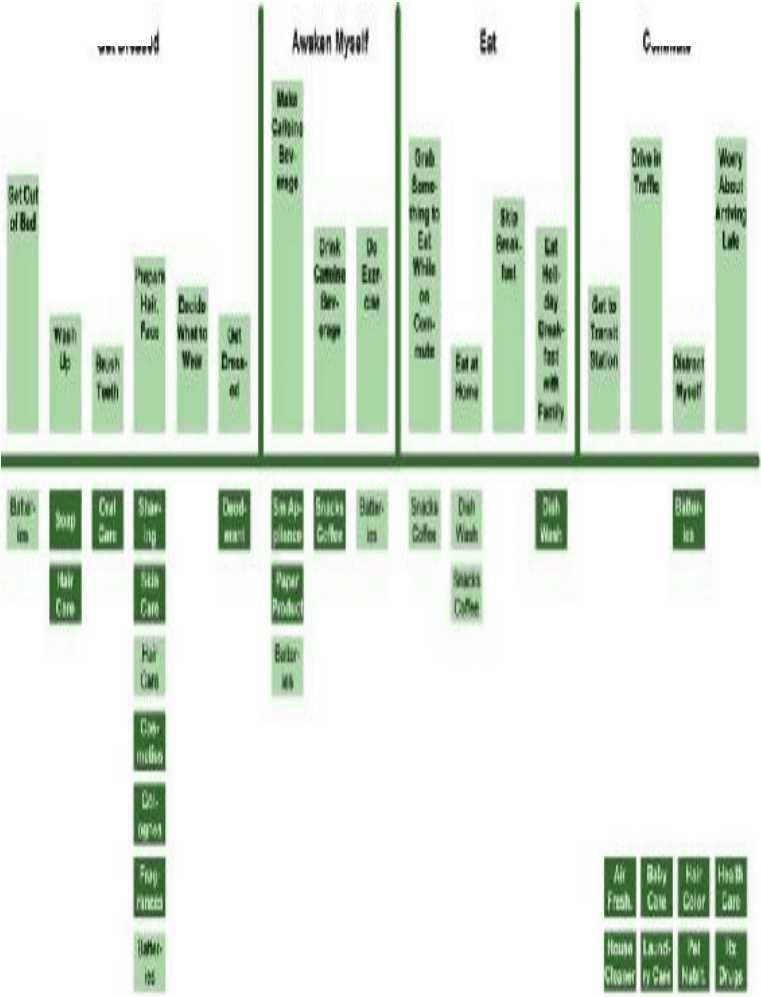 Awaken Myself
Eat
Get Out
of Bed
Wash
Up
Brush
Teeth
Prepare
Hair,
Face
Decide
What to
Wear
Get
Dress-
ed
Make
Caffeine
Bev-
erage
Drink
Caffeine
Bev-
erage
Do
Exer-
cise
Grab
Some-
thing to
Eat
While
on
Com-
mute
Eat at
Home
Skip
Break-
fast
Eat
Holi-
day
Break-
fast
with
Family
Get to
Transit
Station
Drive in
Traffic
Distract
Myself
Worry
About
Arriving
Late
Batter-
ies
Soap
Oral
Care
Shav-
ing
Deod-
erant
Sm Ap-
pliance
Snacks
Coffee
Batter-
ies
Snacks
Coffee
Dish
Wash
Dish
Wash
Batter-
ies
Hair
Care
Skin
Care
Paper
Product
Snacks
Coffee
Hair
Care
Batter-
ies
Cos-
metics
Col-
ognes
Frag-
rances
Air
Fresh.
Baby
Care
Hair
Color
Health
Care
Batter-
ies
House
Cleaner
Laund-
ry Care
Pet
Nutrit.
Rx
Drugs